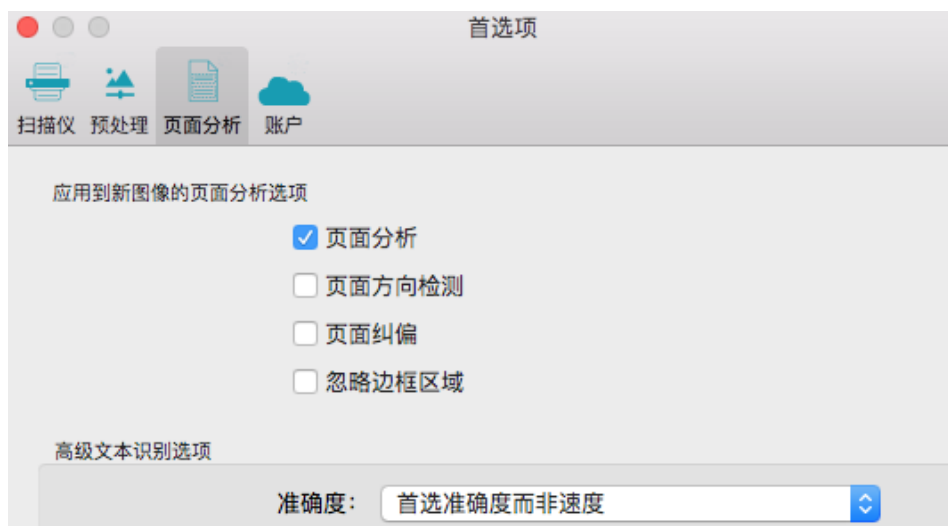 首选项
扫描仪 预处理 页面分析 账户
应用到新图像的页面分析选项
页面分析
页面方向检测
页面纠偏
忽略边框区域
高级文本识别选项
准确度： 首选准确度而非速度